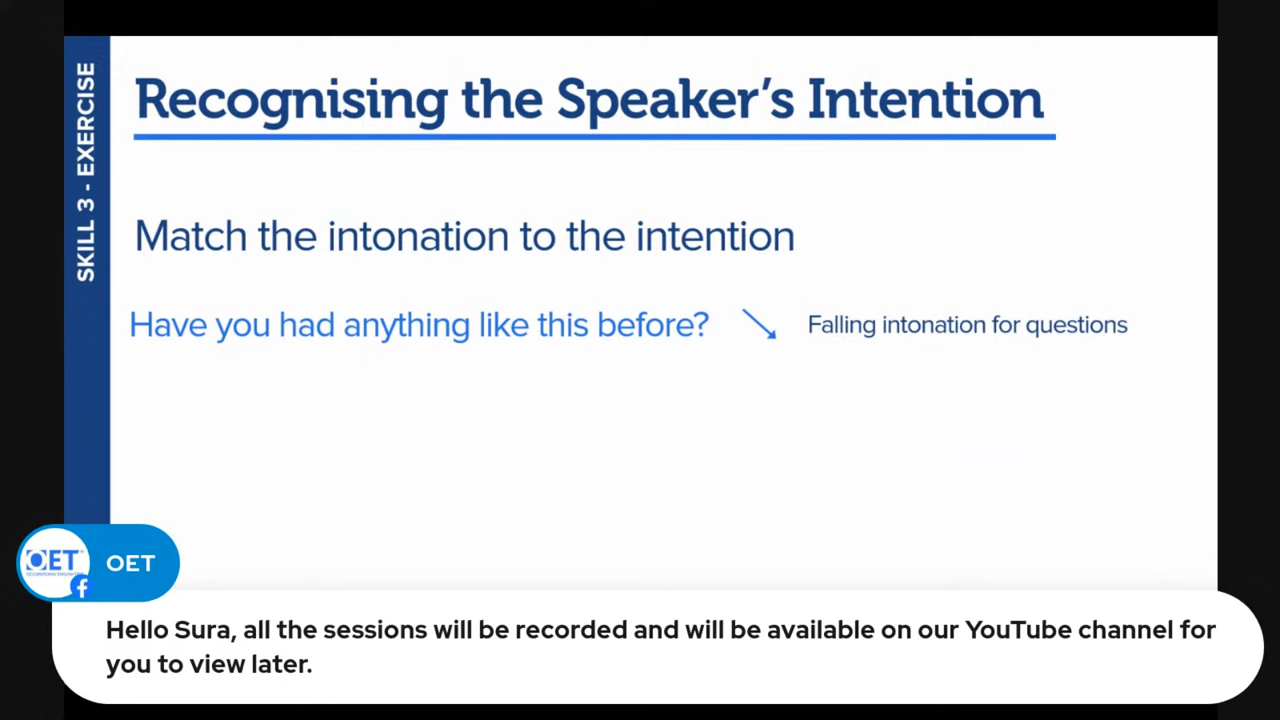 SKILL 3 - EXERCISE
Recognising the Speaker's Intention
Match the intonation to the intention
Have you had anything like this before?
Falling intonation for questions
OET
OET
Hello Sura, all the sessions will be recorded and will be available on our YouTube channel for
you to view later.